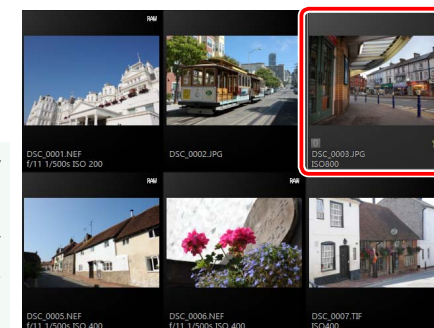 RAW
DSC_0001.NEF
f/11 1/500s ISO 200
DSC_0002.JPG
DSC_0003.JPG
ISO800
RAW
DSC_0005.NEF
f/11 1/500s ISO 400
RAW
DSC_0006.NEF
f/11 1/500s ISO 400
DSC_0007.TIF
ISO400